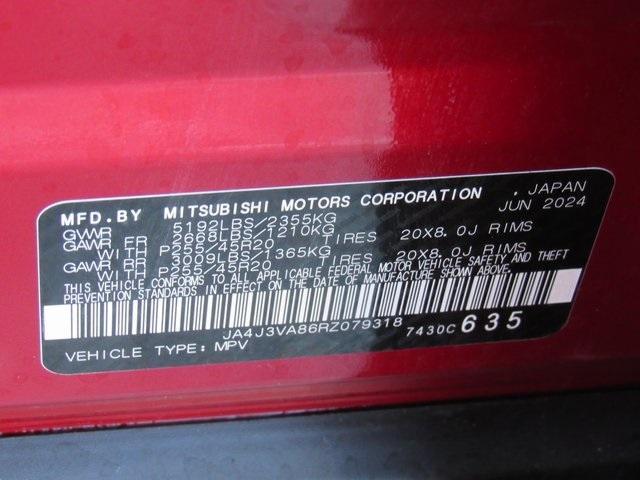 MFD. BY MITSUBISHI MOTORS CORPORATION . JAPAN
GVWR 5192LBS/2355KG JUN 2024
GAWR FR 2668LBS/1210KG
WITH P255/45R20 TIRES 20X8.0J RIMS
GAWR RR 3009LBS/1365KG
WITH P255/45R20 TIRES 20X8.0J RIMS
THIS VEHICLE CONFORMS TO ALL APPLICABLE FEDERAL MOTOR VEHICLE SAFETY AND THEFT
PREVENTION STANDARDS IN EFFECT ON THE DATE OF MANUFACTURE SHOWN ABOVE.
JA4J3VA86RZ079318 7430C 635
VEHICLE TYPE: MPV